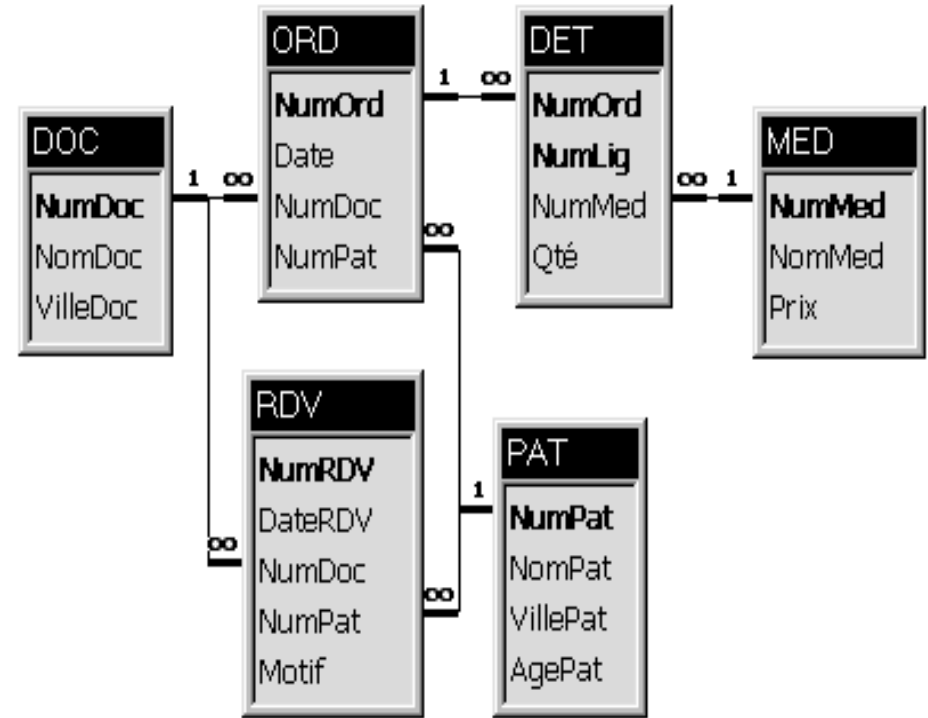 DOC
NumDoc
NomDoc
VilleDoc
1 ∞
ORD
NumOrd
Date
NumDoc
NumPat
1 ∞
∞
DET
NumOrd
NumLig
NumMed
Qté
∞ 1
MED
NumMed
NomMed
Prix
∞
RDV
NumRDV
DateRDV
NumDoc
NumPat
Motif
∞
1
PAT
NumPat
NomPat
VillePat
AgePat